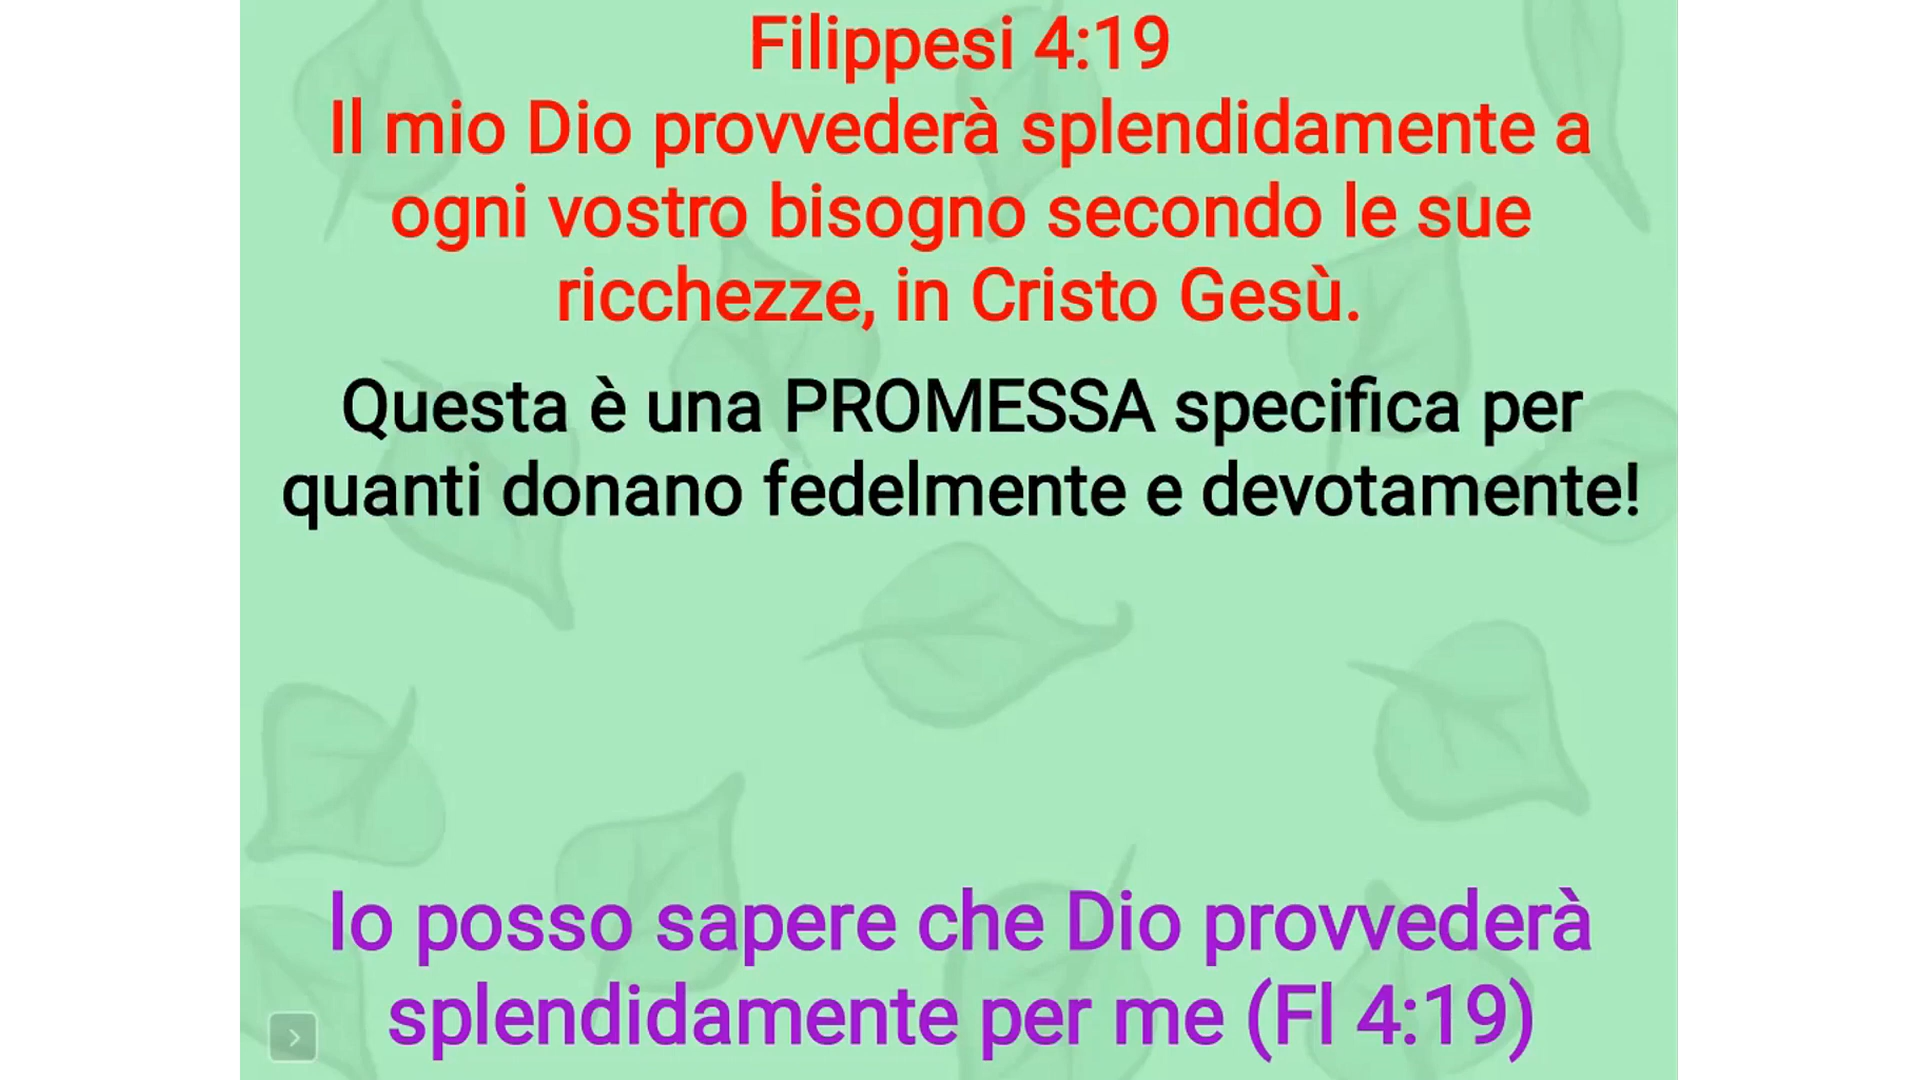 Filippesi 4:19
Il mio Dio provvederà splendidamente a
ogni vostro bisogno secondo le sue
ricchezze, in Cristo Gesù.
Questa è una PROMESSA specifica per
quanti donano fedelmente e devotamente!
Io posso sapere che Dio provvederà
splendidamente per me (Fl 4:19)